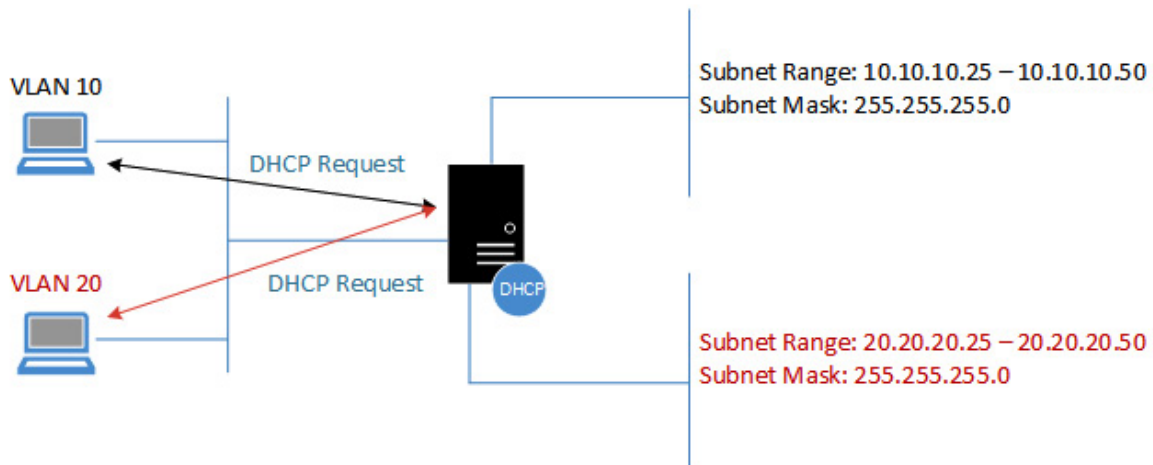 VLAN 10
DHCP Request
Subnet Range: 10.10.10.25 – 10.10.10.50
Subnet Mask: 255.255.255.0
VLAN 20
DHCP Request
DHCP
Subnet Range: 20.20.20.25 – 20.20.20.50
Subnet Mask: 255.255.255.0